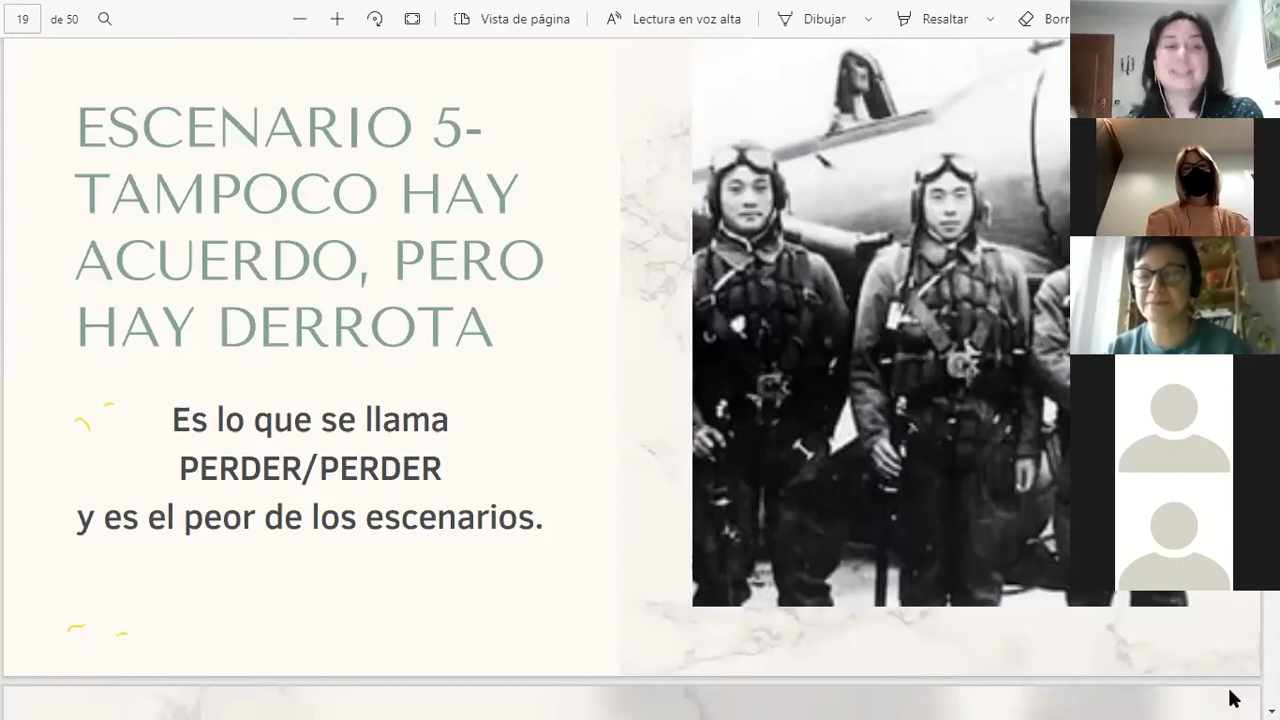 19 de 50 Vista de página Lectura en voz alta Dibujar Resaltar Borr
ESCENARIO 5-
TAMPOCO HAY
ACUERDO, PERO
HAY DERROTA
Es lo que se llama
PERDER/PERDER
y es el peor de los escenarios.